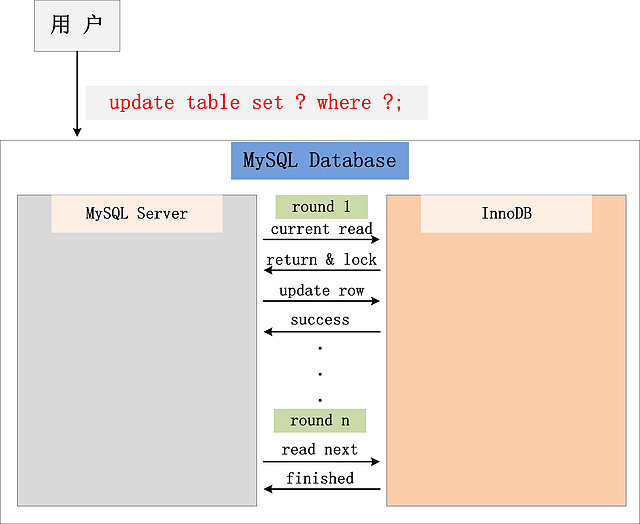 用 户
update table set ? where ?;
MySQL Database
MySQL Server
InnoDB
round 1
current read
return & lock
update row
success
.
.
.
round n
read next
finished